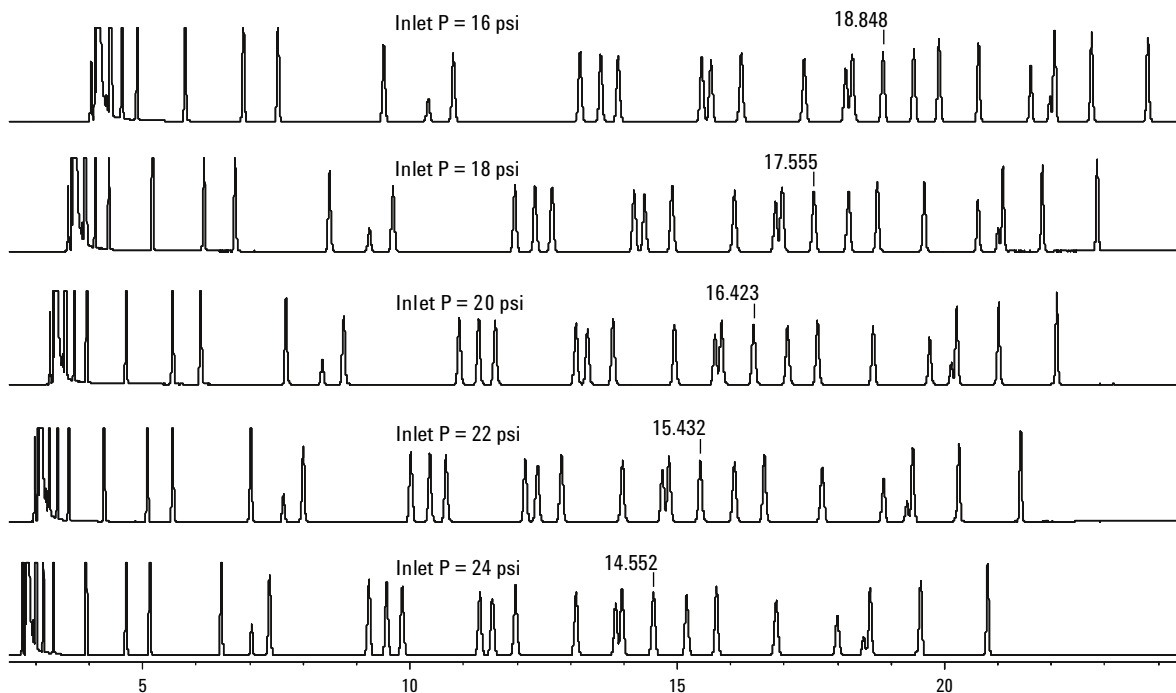 18.848
Inlet P = 16 psi
17.555
Inlet P = 18 psi
16.423
Inlet P = 20 psi
15.432
Inlet P = 22 psi
14.552
Inlet P = 24 psi
5 10 15 20